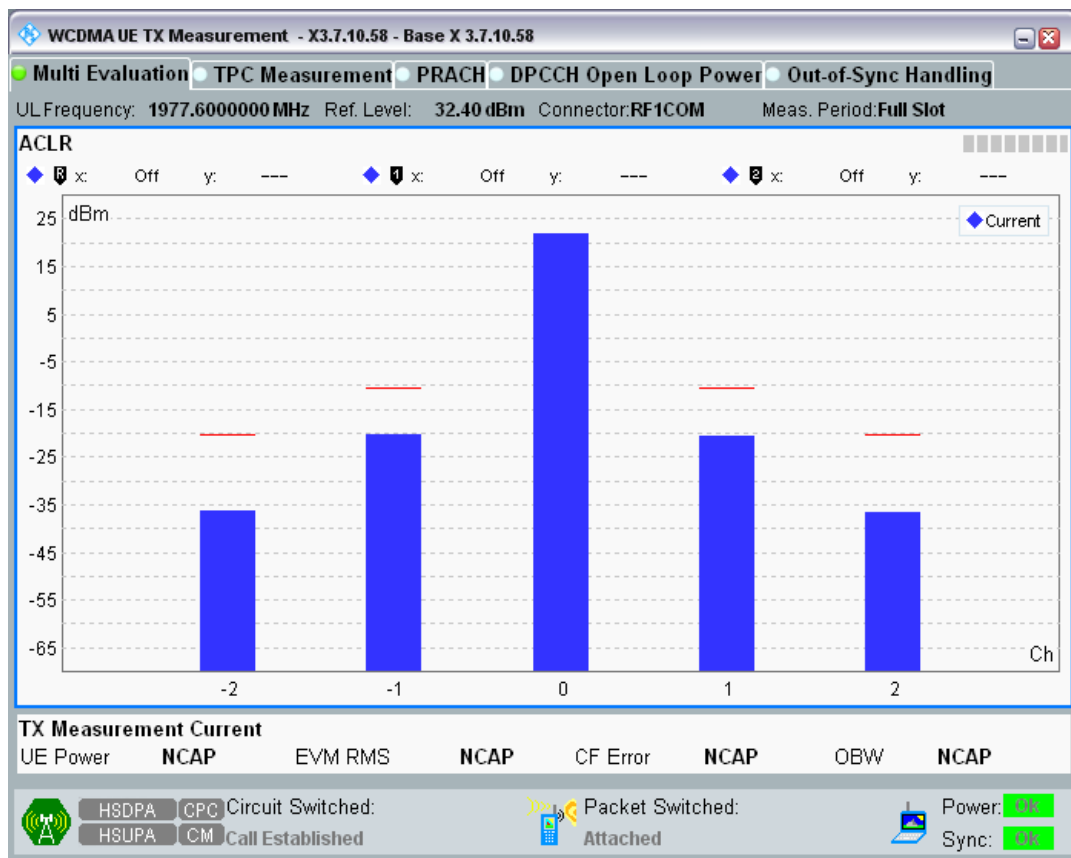 WCDMA UE TX Measurement - X3.7.10.58 - Base X 3.7.10.58
Multi Evaluation TPC Measurement PRACH DPCCH Open Loop Power Out-of-Sync Handling
UL Frequency: 1977.6000000 MHz Ref. Level: 32.40 dBm Connector:RF1COM Meas. Period:Full Slot
ACLR
R x: Off y: --- 1 x: Off y: --- 2 x: Off y: ---
dBm
Current
25
15
5
-5
-15
-25
-35
-45
-55
-65
Ch
-2 -1 0 1 2
TX Measurement Current
UE Power NCAP EVM RMS NCAP CF Error NCAP OBW NCAP
HSDPA CPC Circuit Switched: Packet Switched: Power: OK
HSUPA CM Call Established Attached Sync: OK